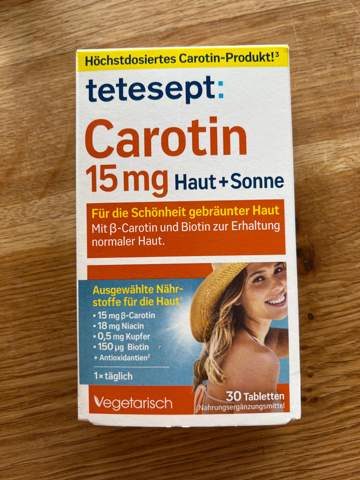 Höchstdosiertes Carotin-Produkt!³
tetesept:
Carotin
15 mg Haut+Sonne
Für die Schönheit gebräunter Haut
Mit β-Carotin und Biotin zur Erhaltung
normaler Haut.
Ausgewählte Nähr-
stoffe für die Haut¹
• 15 mg β-Carotin
• 18 mg Niacin
• 0,5 mg Kupfer
• 150 µg Biotin
+ Antioxidantien²
1 x täglich
Vegetarisch
30 Tabletten
Nahrungsergänzungsmittel